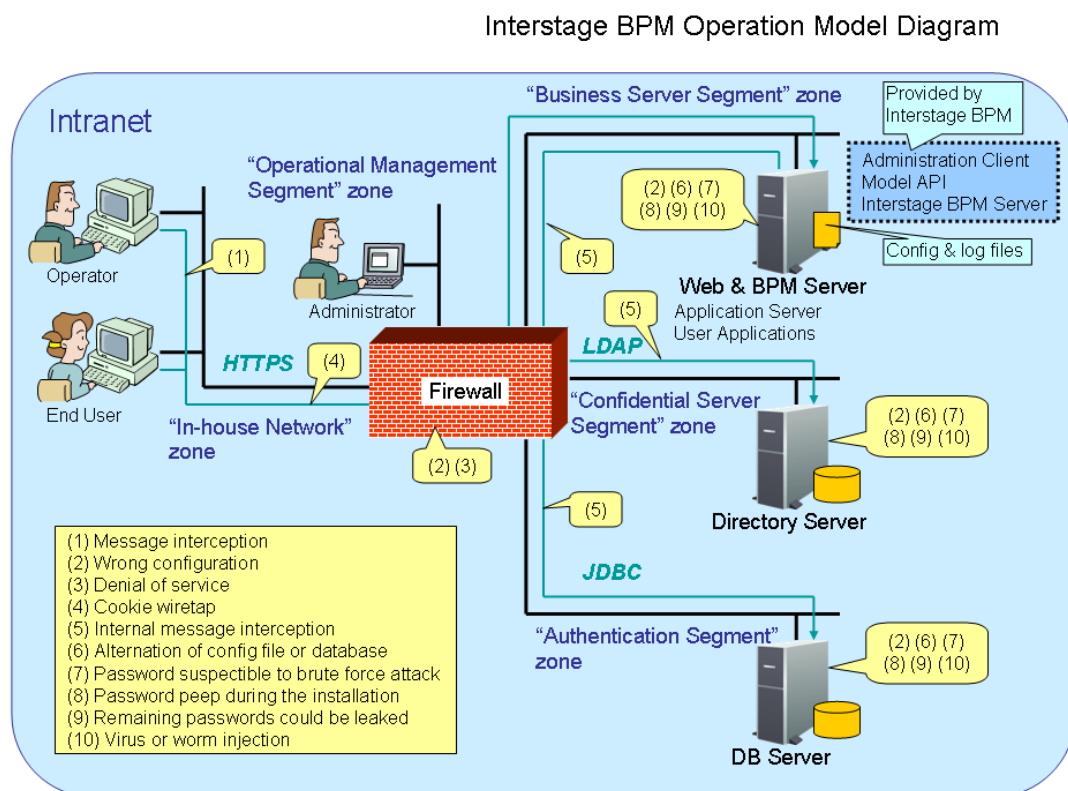 Interstage BPM Operation Model Diagram
Intranet
“Business Server Segment” zone
Provided by
Interstage BPM
“Operational Management
Segment” zone
Administration Client
Model API
Interstage BPM Server
(2) (6) (7)
(8) (9) (10)
Config & log files
Operator
(1)
Administrator
(5)
Web & BPM Server
Application Server
User Applications
End User
HTTPS
(4)
Firewall
LDAP
(5)
“In-house Network”
zone
(2) (3)
“Confidential Server
Segment” zone
(2) (6) (7)
(8) (9) (10)
Directory Server
(5)
JDBC
“Authentication Segment”
zone
(2) (6) (7)
(8) (9) (10)
DB Server
(1) Message interception
(2) Wrong configuration
(3) Denial of service
(4) Cookie wiretap
(5) Internal message interception
(6) Alternation of config file or database
(7) Password suspectible to brute force attack
(8) Password peep during the installation
(9) Remaining passwords could be leaked
(10) Virus or worm injection